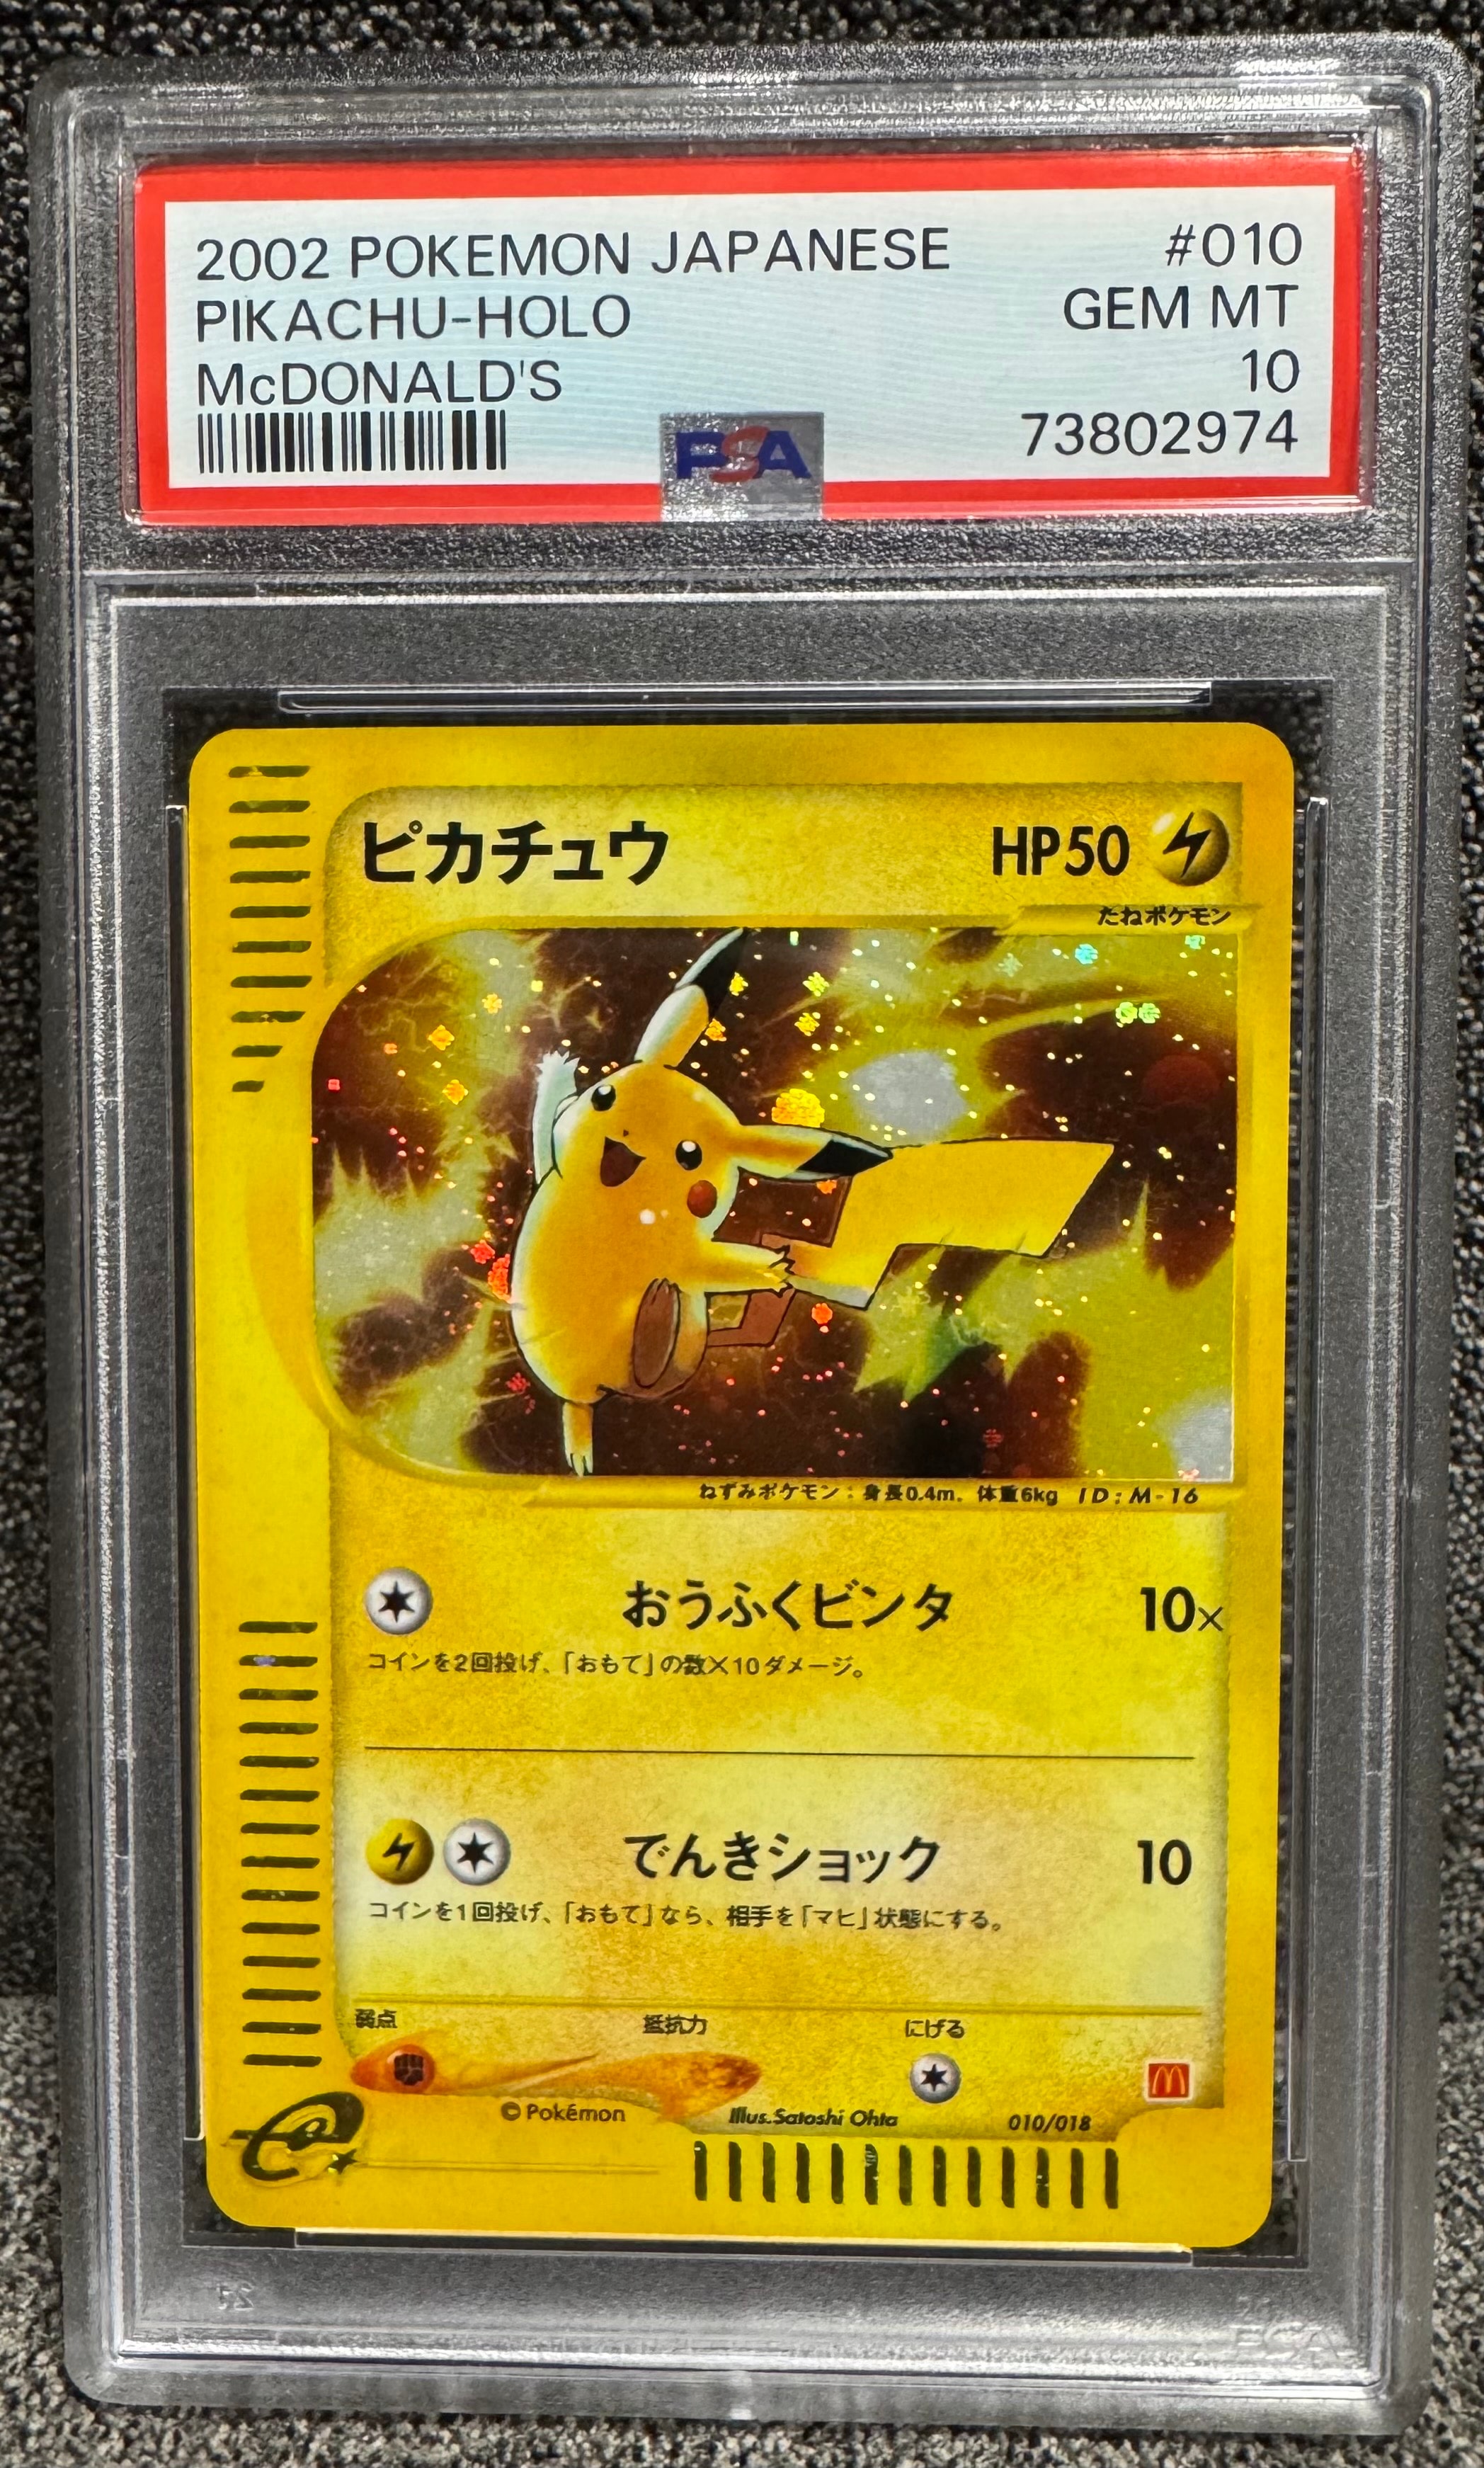 2002 POKEMON JAPANESE #010
PIKACHU-HOLO GEM MT
McDONALD'S 10
73802974
PSA
ピカチュウ HP50
たねポケモン
ねずみポケモン：身長0.4m. 体重6kg ID:M-16
おうふくビンタ 10×
コインを2回投げ、「おもて」の数×10ダメージ。
でんきショック 10
コインを1回投げ、「おもて」なら、相手を「マヒ」状態にする。
弱点 抵抗力 にげる
©Pokémon Illus.Satoshi Ohta 010/018
e